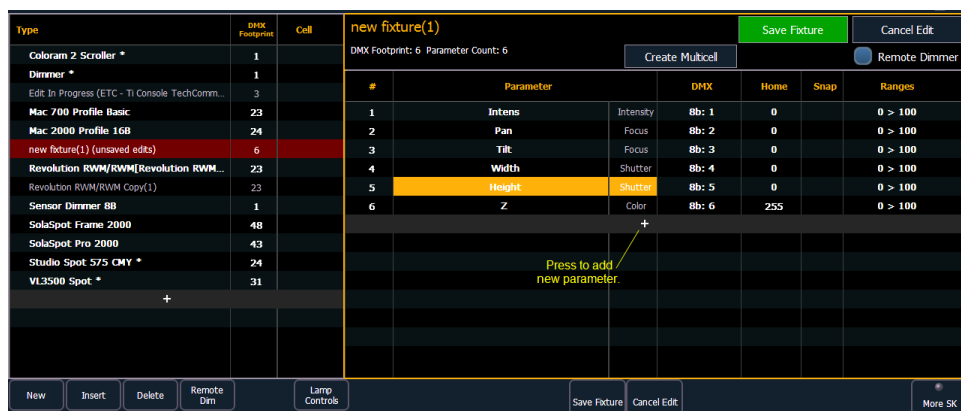 Type DMX Footprint Cell
Coloram 2 Scroller * 1
Dimmer * 1
Edit In Progress (ETC - Ti Console TechComm... 3
Mac 700 Profile Basic 23
Mac 2000 Profile 16B 24
new fixture(1) (unsaved edits) 6
Revolution RWM/RWM[Revolution RWM... 23
Revolution RWM/RWM Copy(1) 23
Sensor Dimmer 8B 1
SolaSpot Frame 2000 48
SolaSpot Pro 2000 43
Studio Spot 575 CMY * 24
VL3500 Spot * 31
+
new fixture(1)
Save Fixture Cancel Edit
DMX Footprint: 6 Parameter Count: 6
Create Multicell Remote Dimmer
# Parameter DMX Home Snap Ranges
1 Intens Intensity 8b: 1 0 0 > 100
2 Pan Focus 8b: 2 0 0 > 100
3 Tilt Focus 8b: 3 0 0 > 100
4 Width Shutter 8b: 4 0 0 > 100
5 Height Shutter 8b: 5 0 0 > 100
6 Z Color 8b: 6 255 0 > 100
+
Press to add
new parameter.
New Insert Delete Remote Dim Lamp Controls Save Fixture Cancel Edit More SK